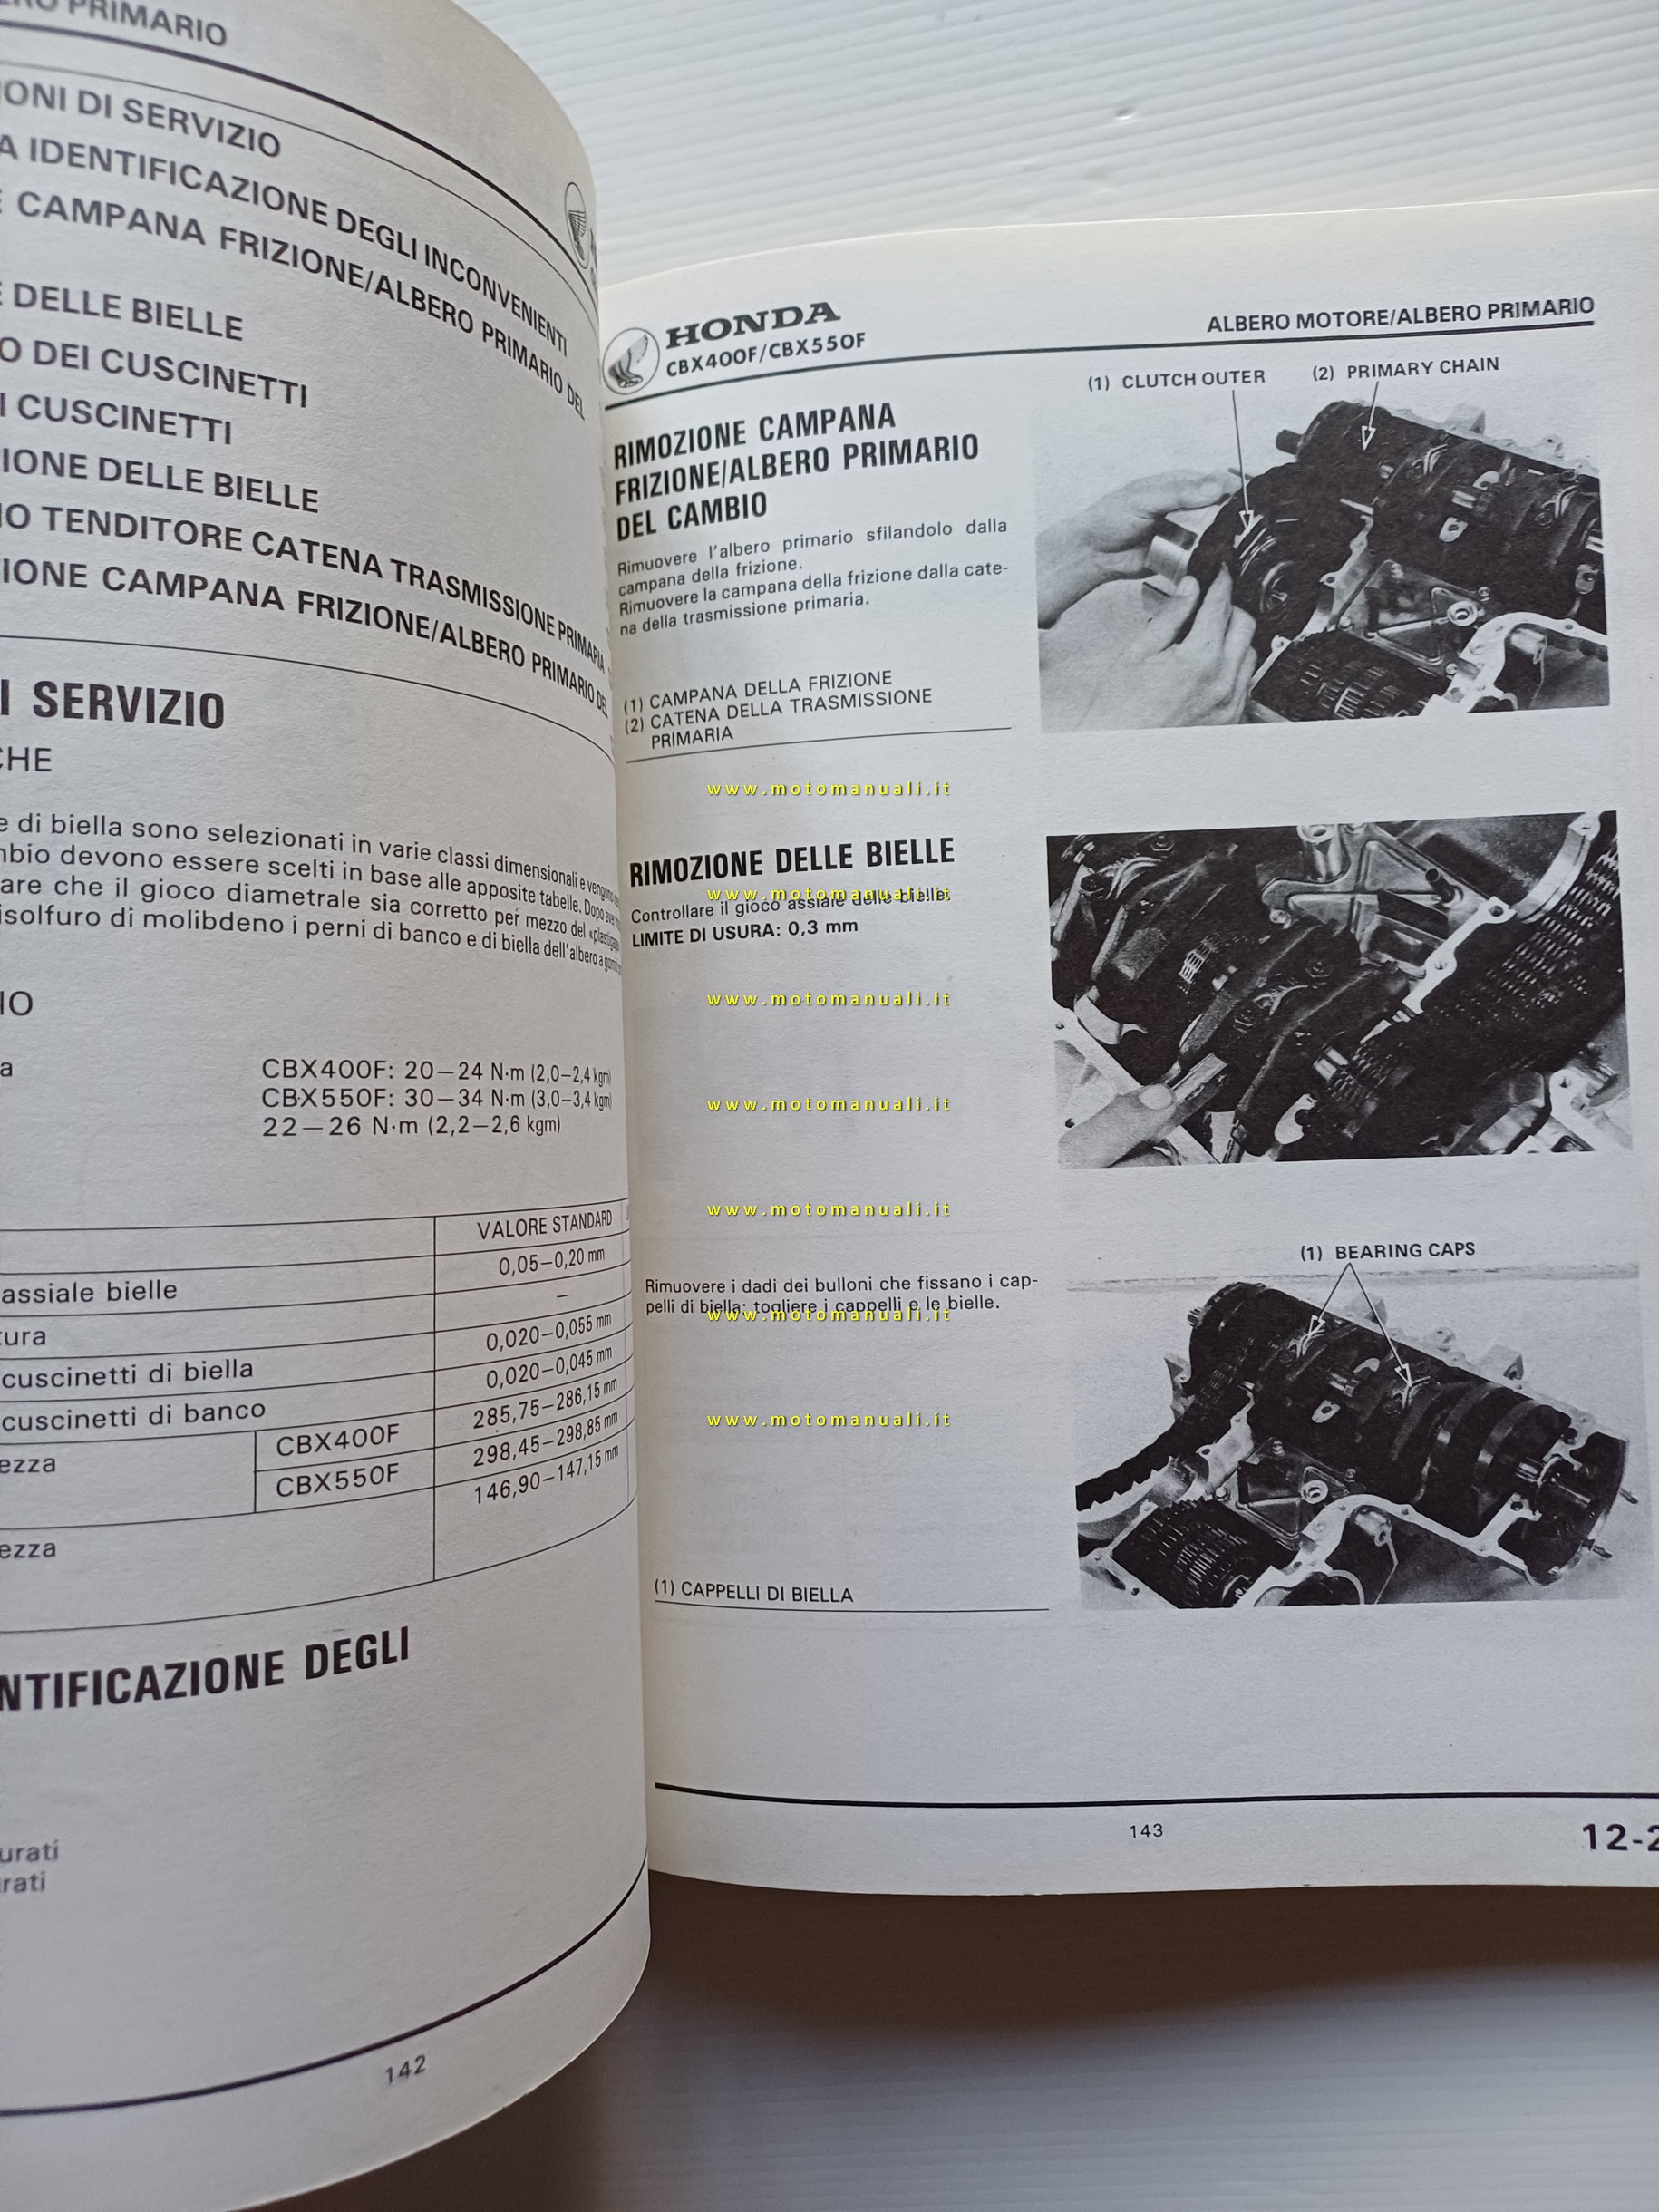 PRIMARIO
ONI DI SERVIZIO
A IDENTIFICAZIONE DEGLI INCONVENIENTI
E CAMPANA FRIZIONE/ALBERO PRIMARIO DEL
E DELLE BIELLE
O DEI CUSCINETTI
I CUSCINETTI
IONE DELLE BIELLE
IO TENDITORE CATENA TRASMISSIONE PRIMARIA
IONE CAMPANA FRIZIONE/ALBERO PRIMARIO DEL
I SERVIZIO
CHE
e di biella sono selezionati in varie classi dimensionali e vengono
mbio devono essere scelti in base alle apposite tabelle. Dopo
are che il gioco diametrale sia corretto per mezzo del
isolfuro di molibdeno i perni di banco e di biella dell'albero a
IO
a CBX400F: 20—24 N·m (2,0—2,4 kgm)
CBX550F: 30—34 N·m (3,0—3,4 kgm)
22—26 N·m (2,2—2,6 kgm)
VALORE STANDARD
assiale bielle 0,05—0,20 mm
tura –
cuscinetti di biella 0,020—0,055 mm
cuscinetti di banco 0,020—0,045 mm
ezza CBX400F 285,75—286,15 mm
CBX550F 298,45—298,85 mm
ezza 146,90—147,15 mm
NTIFICAZIONE DEGLI
urati
rati
142
HONDA
CBX400F/CBX550F
ALBERO MOTORE/ALBERO PRIMARIO
RIMOZIONE CAMPANA
FRIZIONE/ALBERO PRIMARIO
DEL CAMBIO
Rimuovere l'albero primario sfilandolo dalla
campana della frizione.
Rimuovere la campana della frizione dalla cate-
na della trasmissione primaria.
(1) CAMPANA DELLA FRIZIONE
(2) CATENA DELLA TRASMISSIONE
PRIMARIA
(1) CLUTCH OUTER (2) PRIMARY CHAIN
www.motomanuali.it
RIMOZIONE DELLE BIELLE
www.motomanuali.it
Controllare il gioco assiale delle bielle.
LIMITE DI USURA: 0,3 mm
www.motomanuali.it
www.motomanuali.it
www.motomanuali.it
(1) BEARING CAPS
Rimuovere i dadi dei bulloni che fissano i cap-
pelli di biella; togliere i cappelli e le bielle.
www.motomanuali.it
www.motomanuali.it
(1) CAPPELLI DI BIELLA
143
12-2